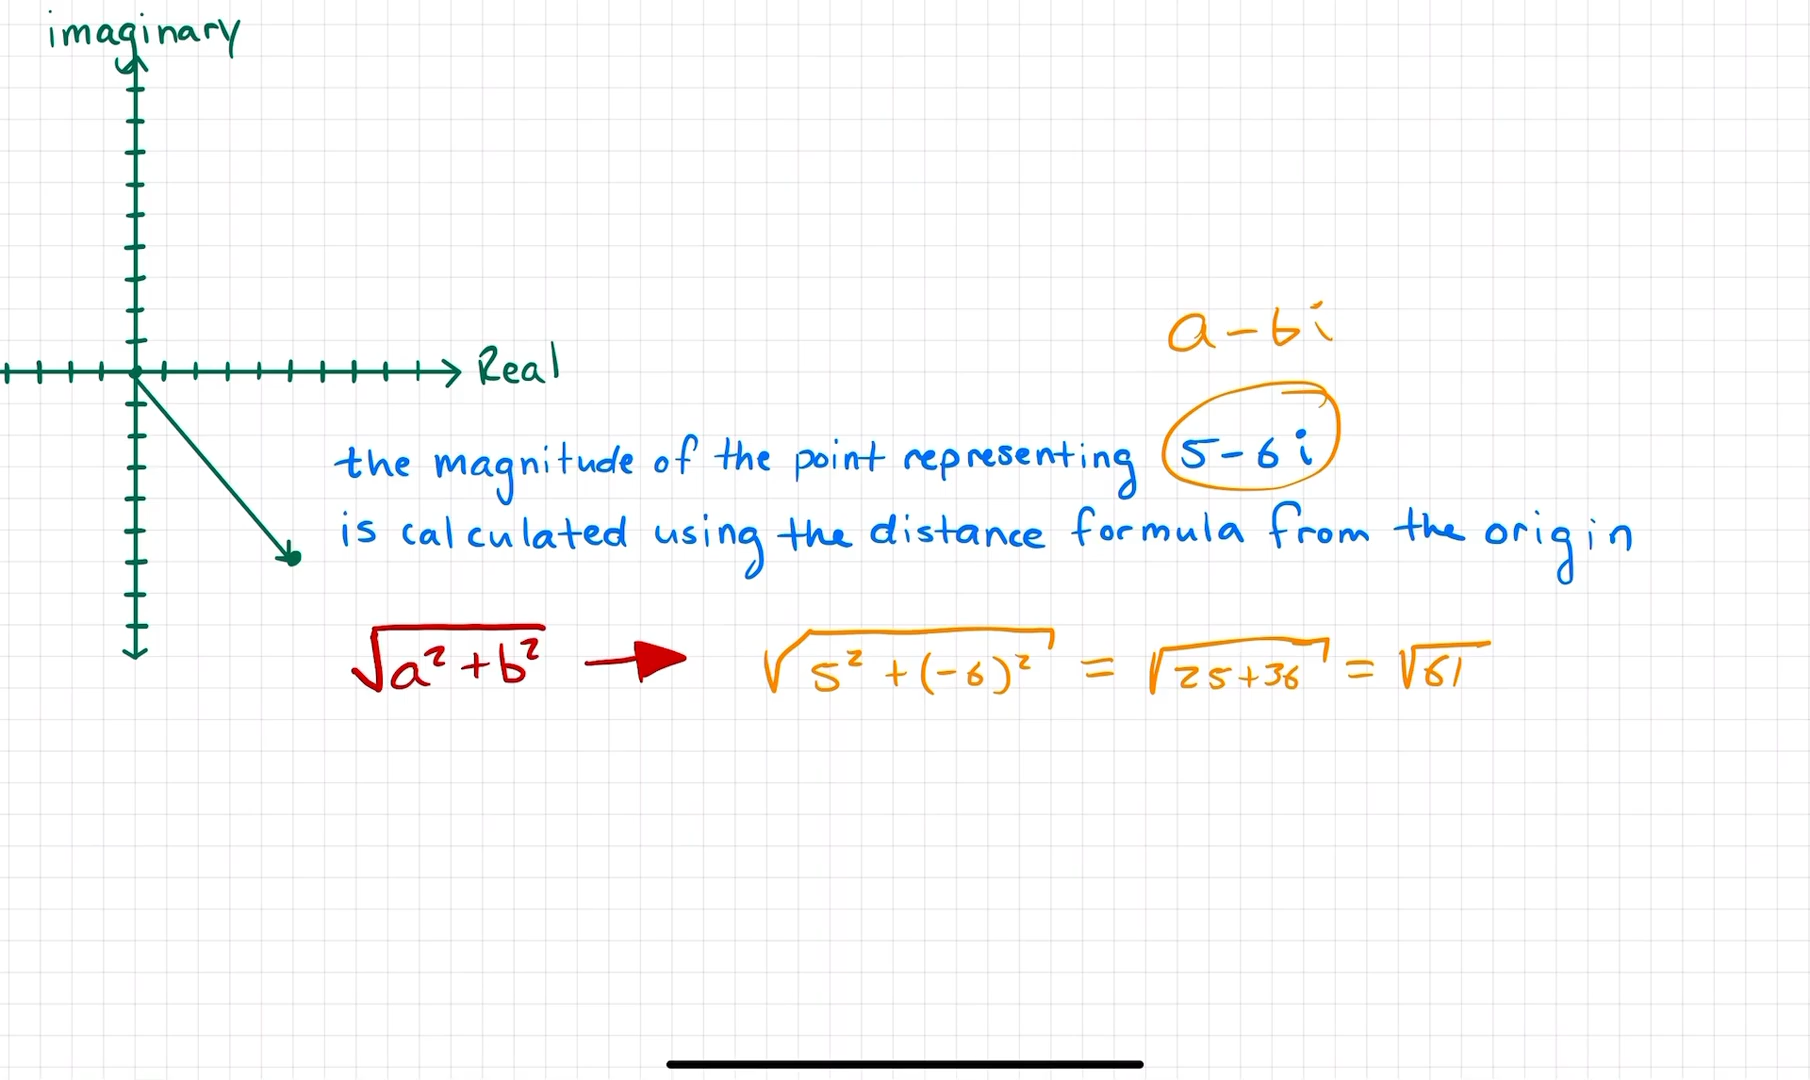 imaginary
Real
a-bi
the magnitude of the point representing 5-6i
is calculated using the distance formula from the origin
√a²+b² → √5²+(-6)² = √25+36 = √61